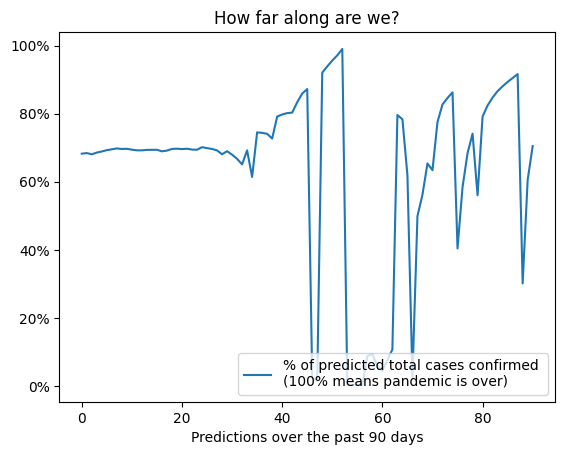 How far along are we?
100%
80%
60%
40%
20%
0%
% of predicted total cases confirmed
(100% means pandemic is over)
0 20 40 60 80
Predictions over the past 90 days